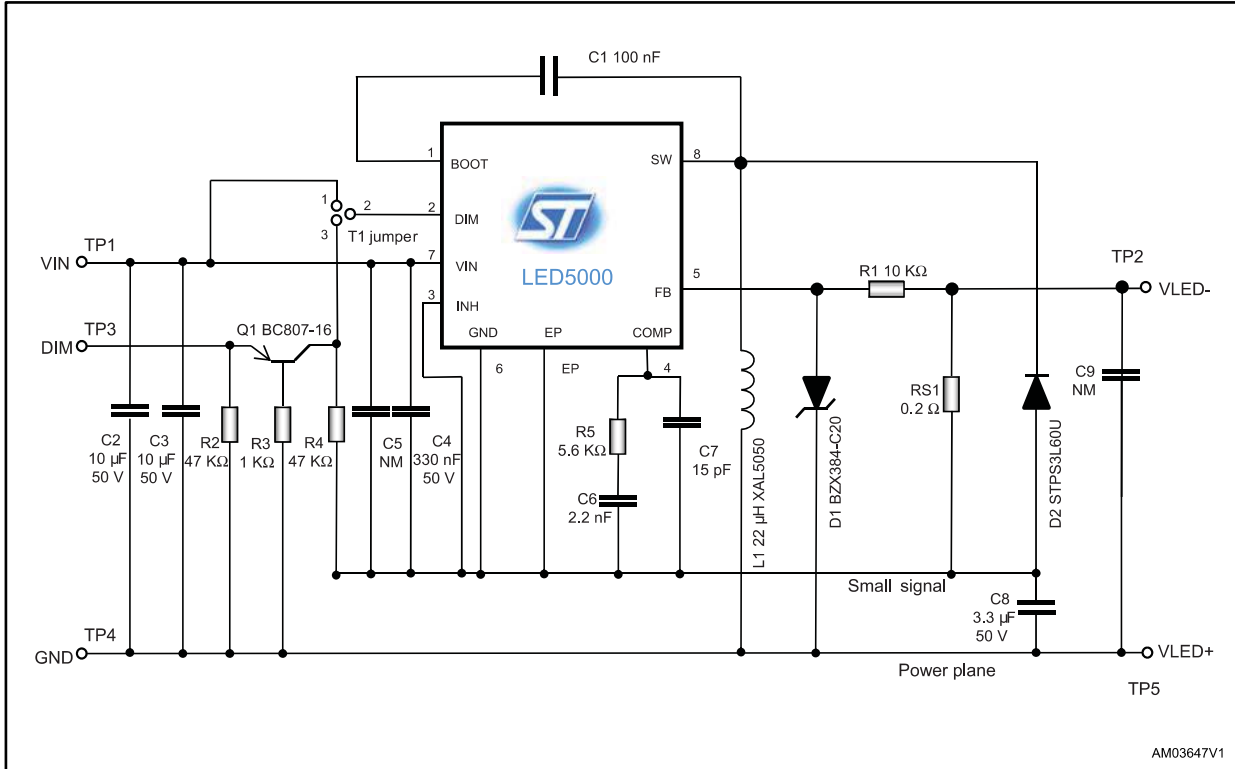 C1 100 nF
1
BOOT
SW
8
ST
LED5000
1
2
3
T1 jumper
2
DIM
TP1
VIN
7
VIN
3
INH
5
FB
R1 10 KΩ
TP2
VLED-
TP3
DIM
Q1 BC807-16
GND
EP
COMP
6
EP
4
C2
10 µF
50 V
C3
10 µF
50 V
R2
47 KΩ
R3
1 KΩ
R4
47 KΩ
C5
NM
C4
330 nF
50 V
R5
5.6 KΩ
C6
2.2 nF
C7
15 pF
L1 22 µH XAL5050
D1 BZX384-C20
RS1
0.2 Ω
D2 STPS3L60U
C9
NM
Small signal
C8
3.3 µF
50 V
TP4
GND
Power plane
VLED+
TP5
AM03647V1